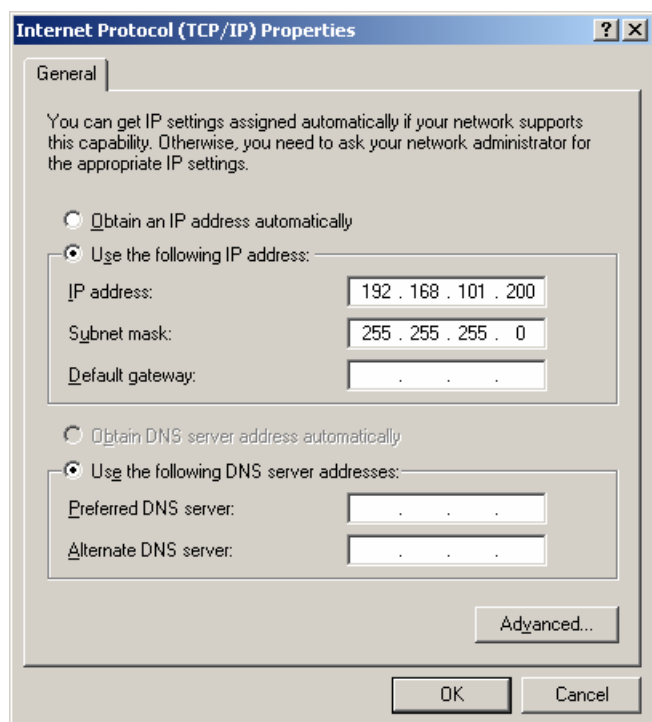 Internet Protocol (TCP/IP) Properties
General
You can get IP settings assigned automatically if your network supports
this capability. Otherwise, you need to ask your network administrator for
the appropriate IP settings.
Obtain an IP address automatically
Use the following IP address:
IP address: 192 . 168 . 101 . 200
Subnet mask: 255 . 255 . 255 . 0
Default gateway: . . .
Obtain DNS server address automatically
Use the following DNS server addresses:
Preferred DNS server: . . .
Alternate DNS server: . . .
Advanced...
OK Cancel